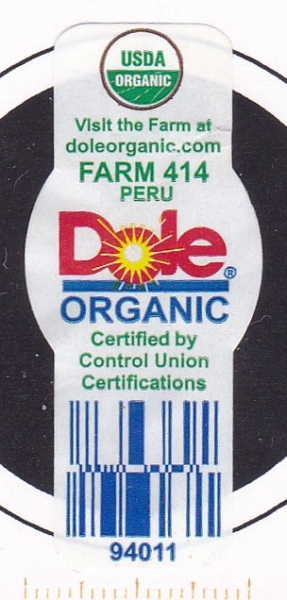 USDA
ORGANIC
Visit the Farm at
doleorganic.com
FARM 414
PERU
Dole®
ORGANIC
Certified by
Control Union
Certifications
94011